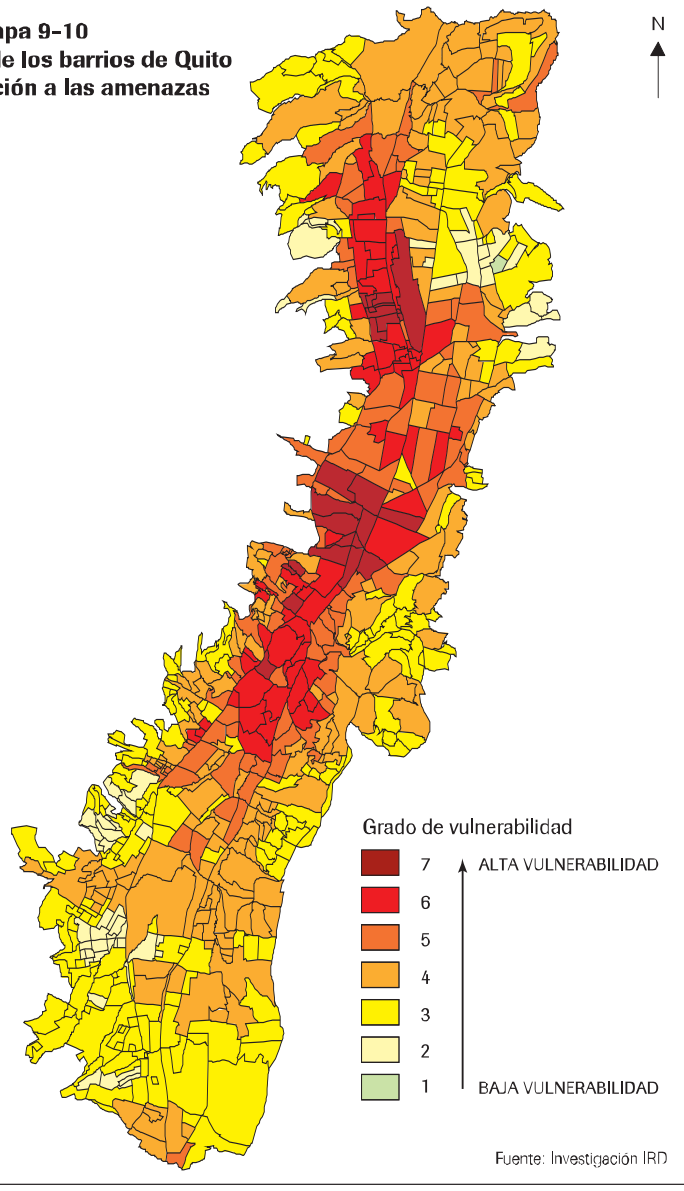 apa 9-10
de los barrios de Quito
ción a las amenazas
N
Grado de vulnerabilidad
7 ALTA VULNERABILIDAD
6
5
4
3
2
1 BAJA VULNERABILIDAD
Fuente: Investigación IRD